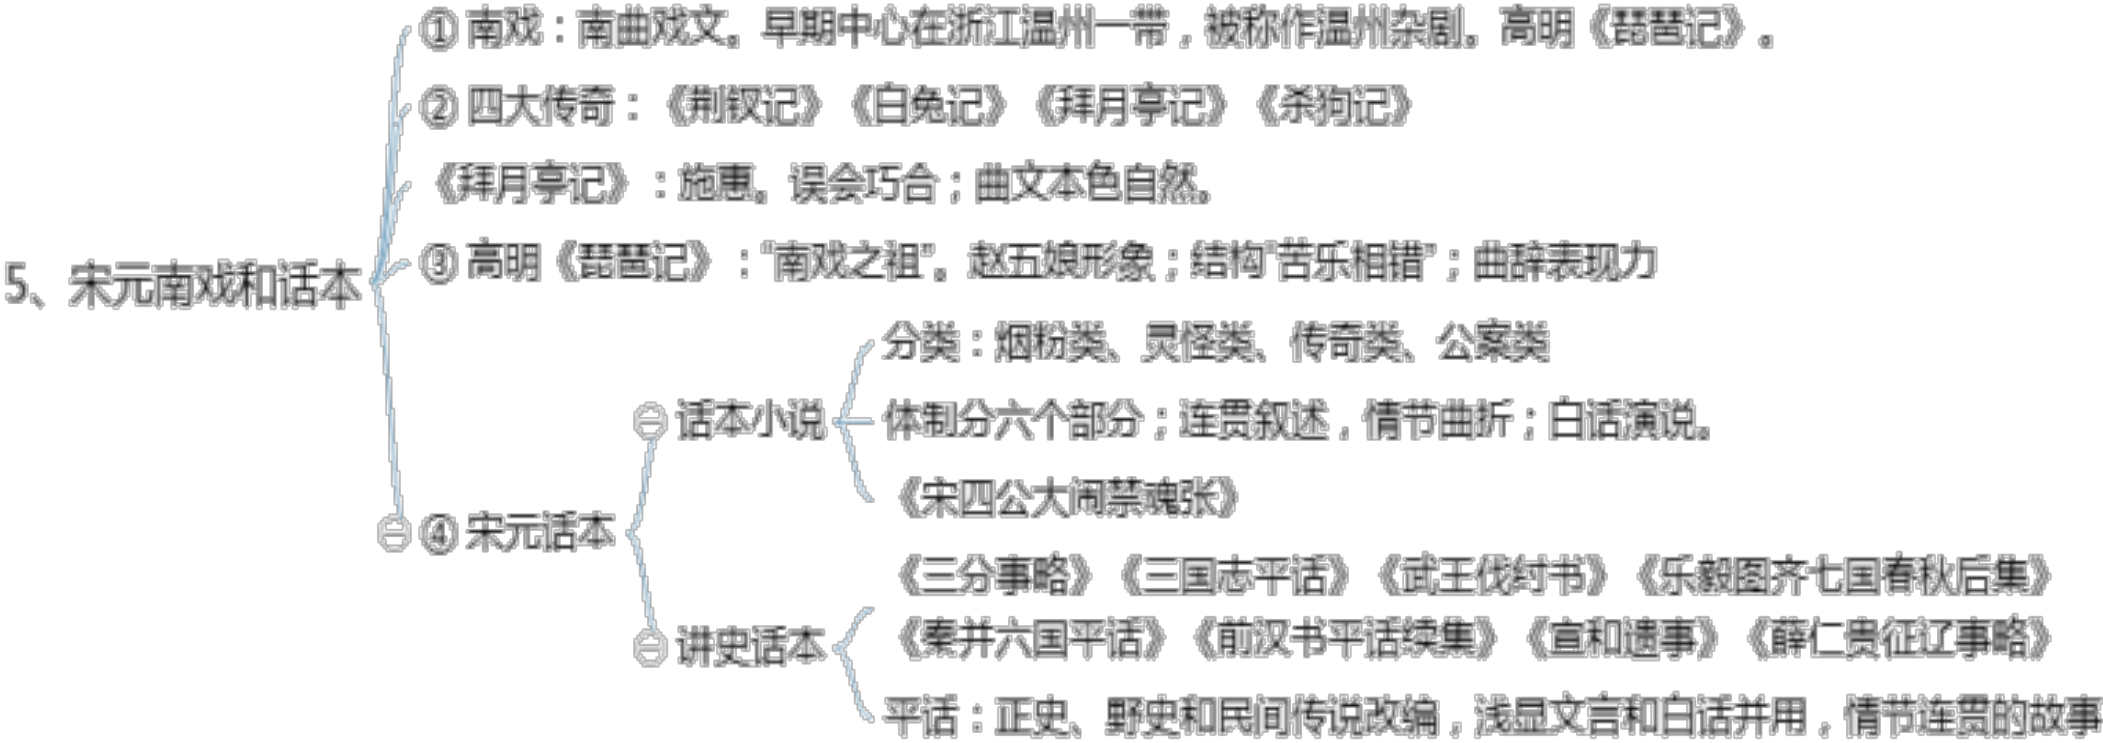 5、宋元南戏和话本
① 南戏：南曲戏文。早期中心在浙江温州一带，被称作温州杂剧。高明《琵琶记》。
② 四大传奇：《荆钗记》《白兔记》《拜月亭记》《杀狗记》
《拜月亭记》：施惠。误会巧合；曲文本色自然。
③ 高明《琵琶记》："南戏之祖"。赵五娘形象；结构"苦乐相错"；曲辞表现力
④ 宋元话本
话本小说
分类：烟粉类、灵怪类、传奇类、公案类
体制分六个部分；连贯叙述，情节曲折；白话演说。
《宋四公大闹禁魂张》
讲史话本
《三分事略》《三国志平话》《武王伐纣书》《乐毅图齐七国春秋后集》
《秦并六国平话》《前汉书平话续集》《宣和遗事》《薛仁贵征辽事略》
平话：正史、野史和民间传说改编，浅显文言和白话并用，情节连贯的故事